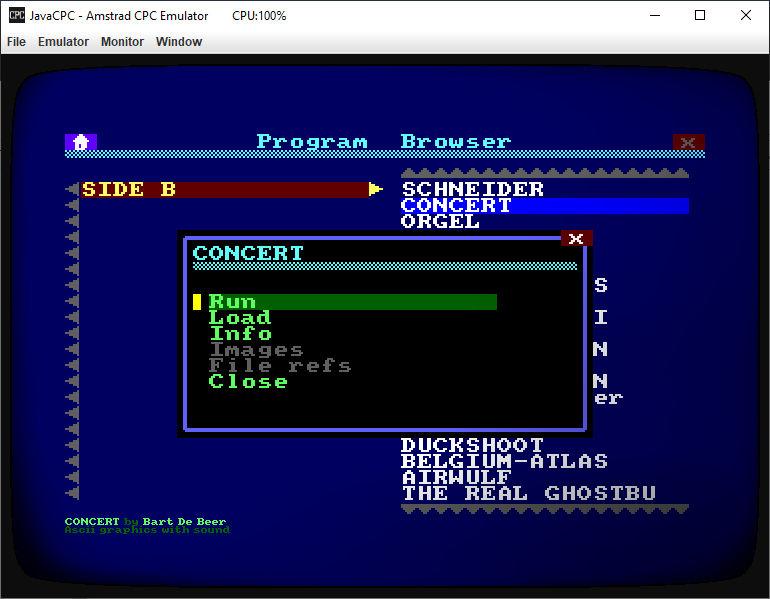 JavaCPC - Amstrad CPC Emulator CPU:100%
File Emulator Monitor Window
Program Browser x
SIDE B
SCHNEIDER
CONCERT
ORGEL
x
CONCERT
S
Run
Load
I
Info
Images
N
File refs
Close
N
er
DUCKSHOOT
BELGIUM-ATLAS
AIRWULF
THE REAL GHOSTBU
CONCERT by Bart De Beer
Ascii graphics with sound